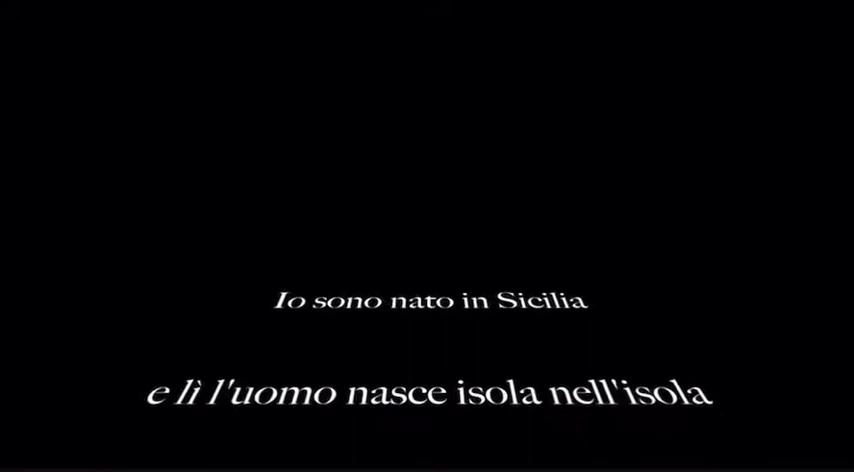 Io sono nato in Sicilia
e lì l'uomo nasce isola nell'isola